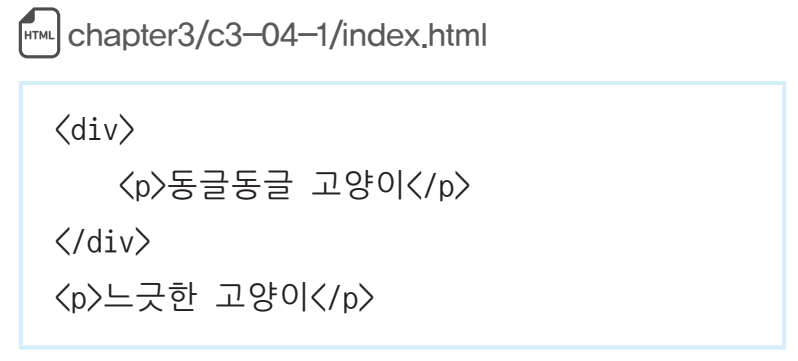 HTML chapter3/c3-04-1/index.html
<div>
    <p>동글동글 고양이</p>
</div>
<p>느긋한 고양이</p>